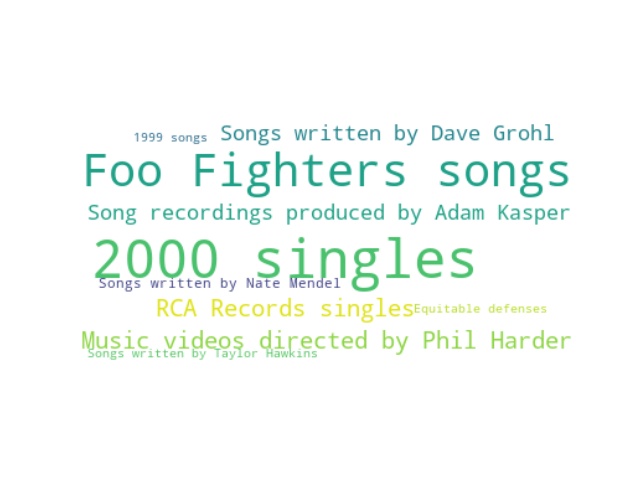 1999 songs
Songs written by Dave Grohl
Foo Fighters songs
Song recordings produced by Adam Kasper
2000 singles
Songs written by Nate Mendel
RCA Records singles
Equitable defenses
Music videos directed by Phil Harder
Songs written by Taylor Hawkins